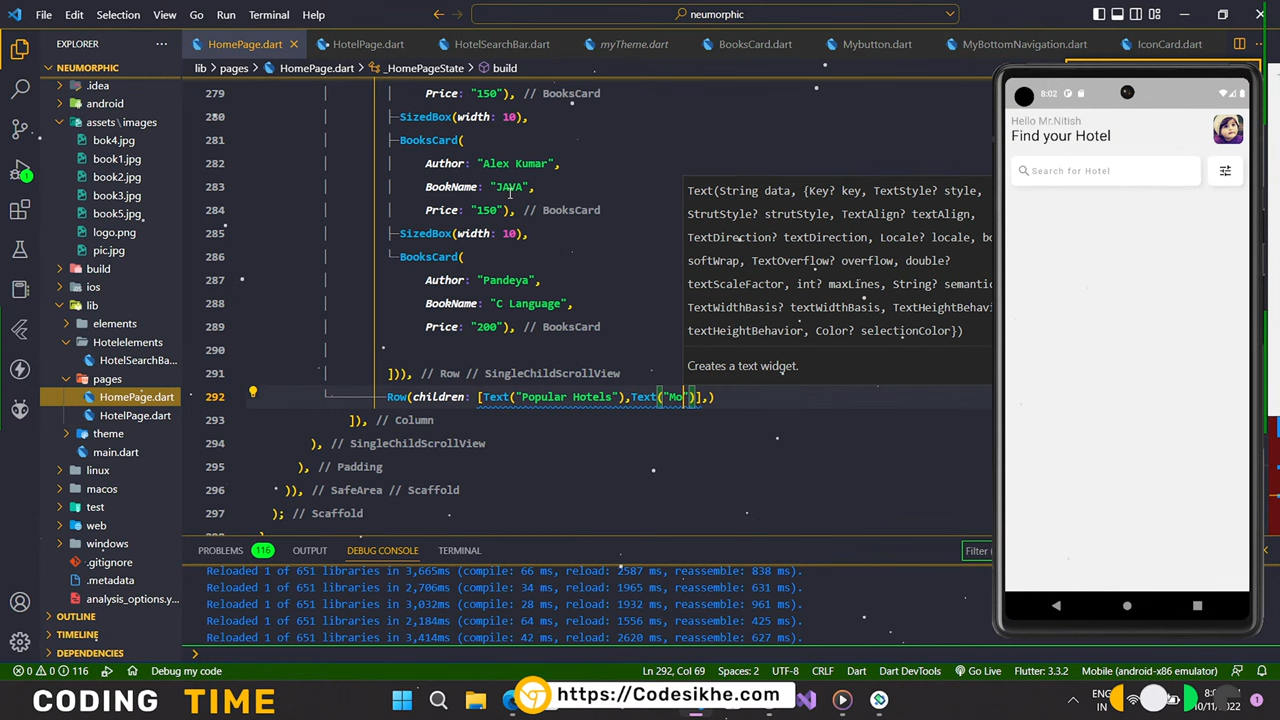 File Edit Selection View Go Run Terminal Help
neumorphic
EXPLORER
HomePage.dart
HotelPage.dart
HotelSearchBar.dart
myTheme.dart
BooksCard.dart
Mybutton.dart
MyBottomNavigation.dart
IconCard.dart
NEUMORPHIC
lib > pages > HomePage.dart > _HomePageState > build
.idea
android
assets\images
bok4.jpg
book1.jpg
book2.jpg
book3.jpg
book5.jpg
logo.png
pic.jpg
build
ios
lib
elements
Hotelelements
HotelSearchBa...
pages
HomePage.dart
HotelPage.dart
theme
main.dart
linux
macos
test
web
windows
.gitignore
.metadata
analysis_options.y...
OUTLINE
TIMELINE
DEPENDENCIES
279 Price: "150"), // BooksCard
280 SizedBox(width: 10),
281 BooksCard(
282 Author: "Alex Kumar",
283 BookName: "JAVA",
284 Price: "150"), // BooksCard
285 SizedBox(width: 10),
286 BooksCard(
287 Author: "Pandeya",
288 BookName: "C Language",
289 Price: "200"), // BooksCard
290
291 ])), // Row // SingleChildScrollView
292 Row(children: [Text("Popular Hotels"),Text("Mo")],)
293 ]), // Column
294 ), // SingleChildScrollView
295 ), // Padding
296 )), // SafeArea // Scaffold
297 ); // Scaffold
Text(String data, {Key? key, TextStyle? style,
StrutStyle? strutStyle, TextAlign? textAlign,
TextDirection? textDirection, Locale? locale, bo
softWrap, TextOverflow? overflow, double?
textScaleFactor, int? maxLines, String? semantic
TextWidthBasis? textWidthBasis, TextHeightBehavi
textHeightBehavior, Color? selectionColor})
Creates a text widget.
8:02
Hello Mr.Nitish
Find your Hotel
Search for Hotel
PROBLEMS 116 OUTPUT DEBUG CONSOLE TERMINAL
Filter
Reloaded 1 of 651 libraries in 3,665ms (compile: 66 ms, reload: 2587 ms, reassemble: 838 ms).
Reloaded 1 of 651 libraries in 2,706ms (compile: 34 ms, reload: 1965 ms, reassemble: 631 ms).
Reloaded 1 of 651 libraries in 3,032ms (compile: 28 ms, reload: 1932 ms, reassemble: 961 ms).
Reloaded 1 of 651 libraries in 2,184ms (compile: 64 ms, reload: 1556 ms, reassemble: 425 ms).
Reloaded 1 of 651 libraries in 3,414ms (compile: 42 ms, reload: 2620 ms, reassemble: 627 ms).
0 0 116 Debug my code
Ln 292, Col 69 Spaces: 2 UTF-8 CRLF Dart Dart DevTools Go Live Flutter: 3.3.2 Mobile (android-x86 emulator)
CODING TIME
https://Codesikhe.com
ENG
IN
10/11/2022